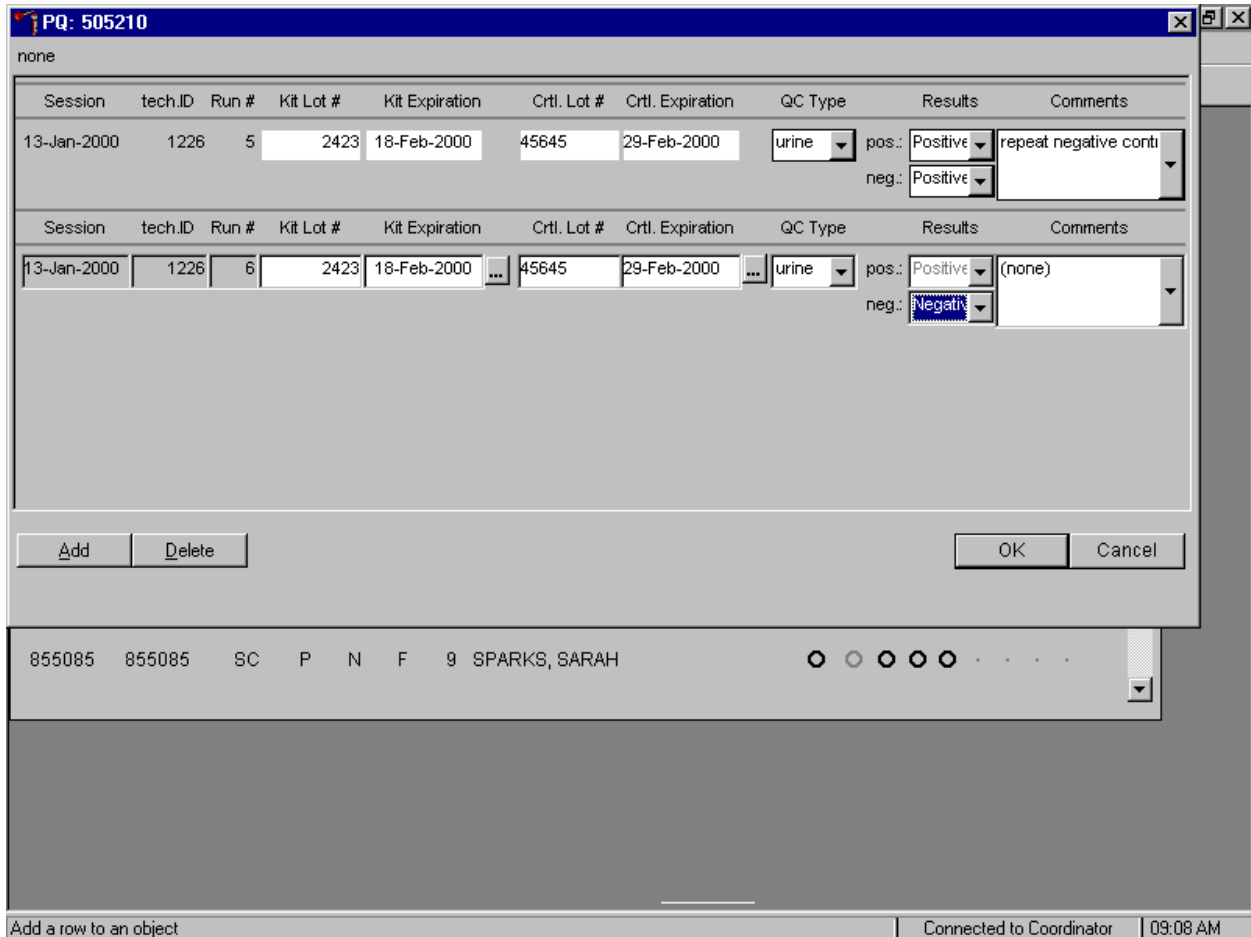 PQ: 505210
none
Session tech.ID Run # Kit Lot # Kit Expiration Crtl. Lot # Crtl. Expiration QC Type Results Comments
13-Jan-2000 1226 5 2423 18-Feb-2000 45645 29-Feb-2000 urine pos.: Positive repeat negative contr
neg.: Positive
Session tech.ID Run # Kit Lot # Kit Expiration Crtl. Lot # Crtl. Expiration QC Type Results Comments
13-Jan-2000 1226 6 2423 18-Feb-2000 ... 45645 29-Feb-2000 ... urine pos.: Positive (none)
neg.: Negativ
Add Delete OK Cancel
855085 855085 SC P N F 9 SPARKS, SARAH
Add a row to an object Connected to Coordinator 09:08 AM